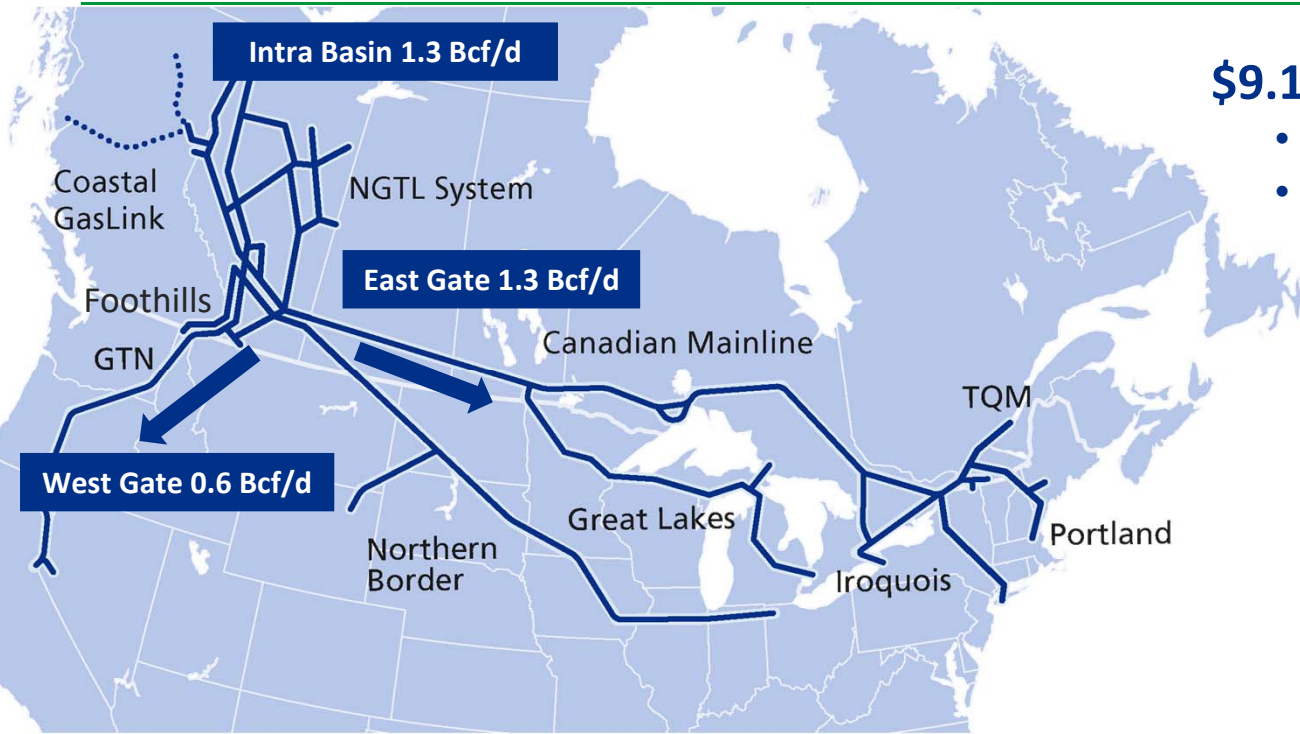 Intra Basin 1.3 Bcf/d
$9.1
•
•
Coastal
GasLink
NGTL System
East Gate 1.3 Bcf/d
Foothills
GTN
Canadian Mainline
TQM
West Gate 0.6 Bcf/d
Great Lakes
Portland
Northern
Border
Iroquois